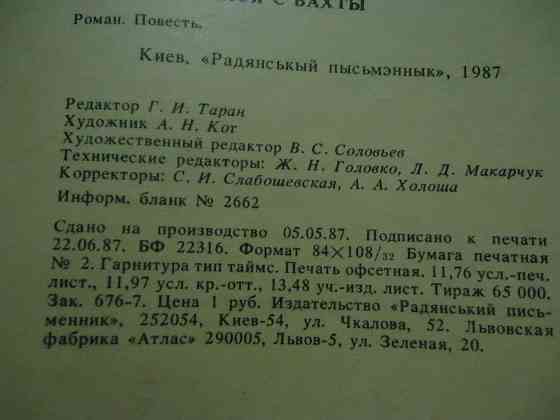 С ВАХТЫ
Роман. Повесть.
Киев, «Радянськый пысьмэннык», 1987
Редактор Г. И. Таран
Художник А. Н. Кот
Художественный редактор В. С. Соловьев
Технические редакторы: Ж. Н. Головко, Л. Д. Макарчук
Корректоры: С. И. Слабошевская, А. А. Холоша
Информ. бланк № 2662
Сдано на производство 05.05.87. Подписано к печати
22.06.87. БФ 22316. Формат 84×108/32 Бумага печатная
№ 2. Гарнитура тип таймс. Печать офсетная. 11,76 усл.-печ.
лист., 11,97 усл. кр.-отт., 13,48 уч.-изд. лист. Тираж 65 000.
Зак. 676-7. Цена 1 руб. Издательство «Радянський пись-
менник», 252054, Киев-54, ул. Чкалова, 52. Львовская
фабрика «Атлас» 290005, Львов-5, ул. Зеленая, 20.